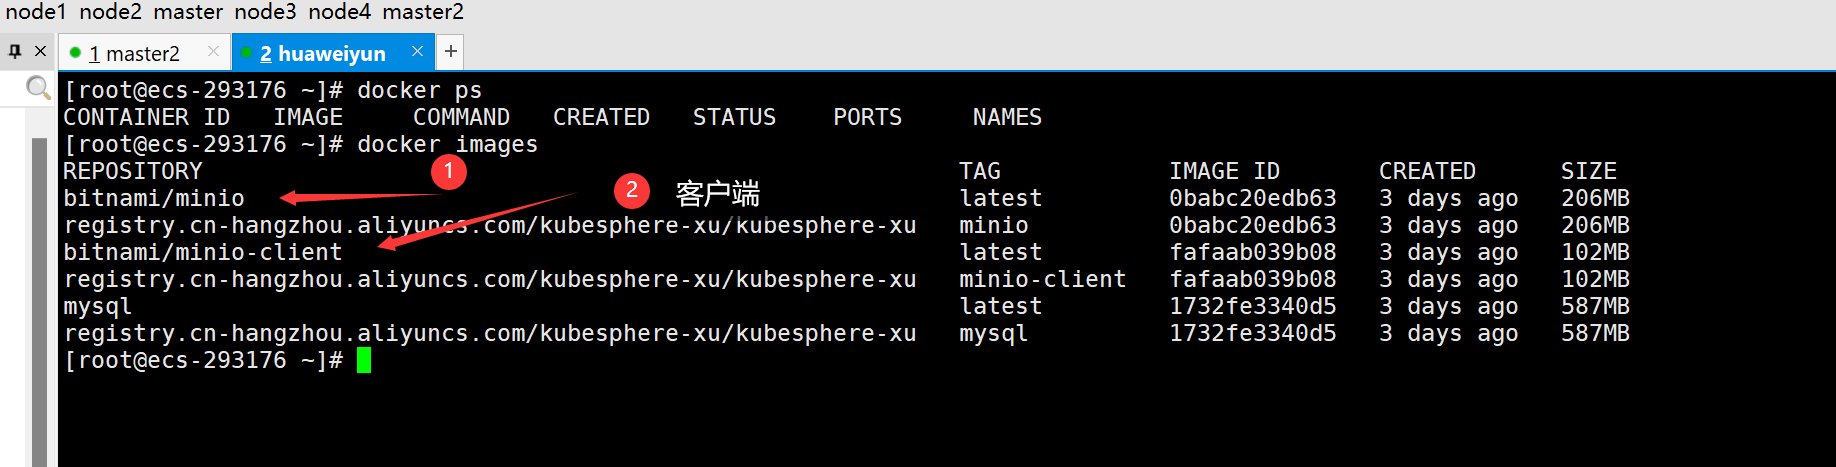 node1 node2 master node3 node4 master2
1 master2 × 2 huaweiyun × +
[root@ecs-293176 ~]# docker ps
CONTAINER ID IMAGE COMMAND CREATED STATUS PORTS NAMES
[root@ecs-293176 ~]# docker images
REPOSITORY TAG IMAGE ID CREATED SIZE
1
2 客户端
bitnami/minio latest 0babc20edb63 3 days ago 206MB
registry.cn-hangzhou.aliyuncs.com/kubesphere-xu/kubesphere-xu minio 0babc20edb63 3 days ago 206MB
bitnami/minio-client latest fafaab039b08 3 days ago 102MB
registry.cn-hangzhou.aliyuncs.com/kubesphere-xu/kubesphere-xu minio-client fafaab039b08 3 days ago 102MB
mysql latest 1732fe3340d5 3 days ago 587MB
registry.cn-hangzhou.aliyuncs.com/kubesphere-xu/kubesphere-xu mysql 1732fe3340d5 3 days ago 587MB
[root@ecs-293176 ~]#